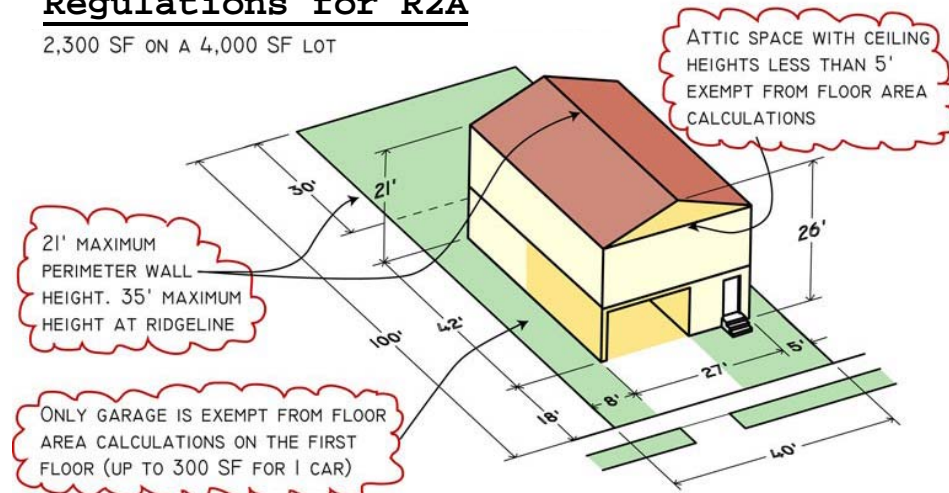 Regulations for R2A
2,300 SF ON A 4,000 SF LOT
ATTIC SPACE WITH CEILING
HEIGHTS LESS THAN 5'
EXEMPT FROM FLOOR AREA
CALCULATIONS
30'
21'
26'
21' MAXIMUM
PERIMETER WALL
HEIGHT. 35' MAXIMUM
HEIGHT AT RIDGELINE
100'
42'
5'
27'
8'
18'
40'
ONLY GARAGE IS EXEMPT FROM FLOOR
AREA CALCULATIONS ON THE FIRST
FLOOR (UP TO 300 SF FOR 1 CAR)